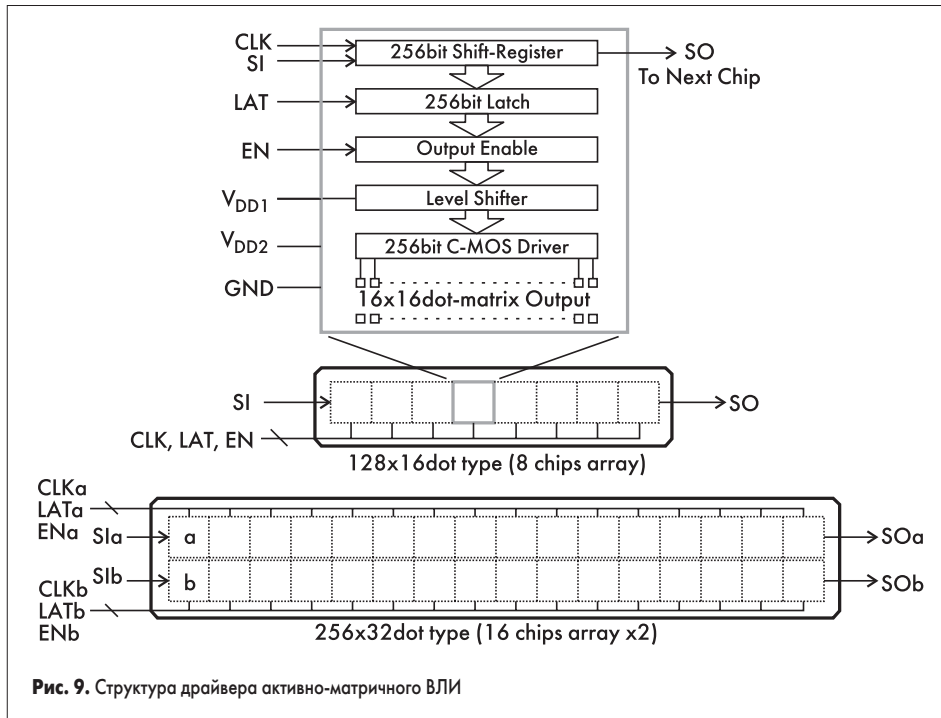 CLK
SI
256bit Shift-Register
SO
To Next Chip
LAT
256bit Latch
EN
Output Enable
VDD1
Level Shifter
VDD2
256bit C-MOS Driver
GND
16x16dot-matrix Output
SI
SO
CLK, LAT, EN
128x16dot type (8 chips array)
CLKa
LATa
ENa
SIa
a
SOa
SIb
b
SOb
CLKb
LATb
ENb
256x32dot type (16 chips array x2)
Рис. 9. Структура драйвера активно-матричного ВЛИ